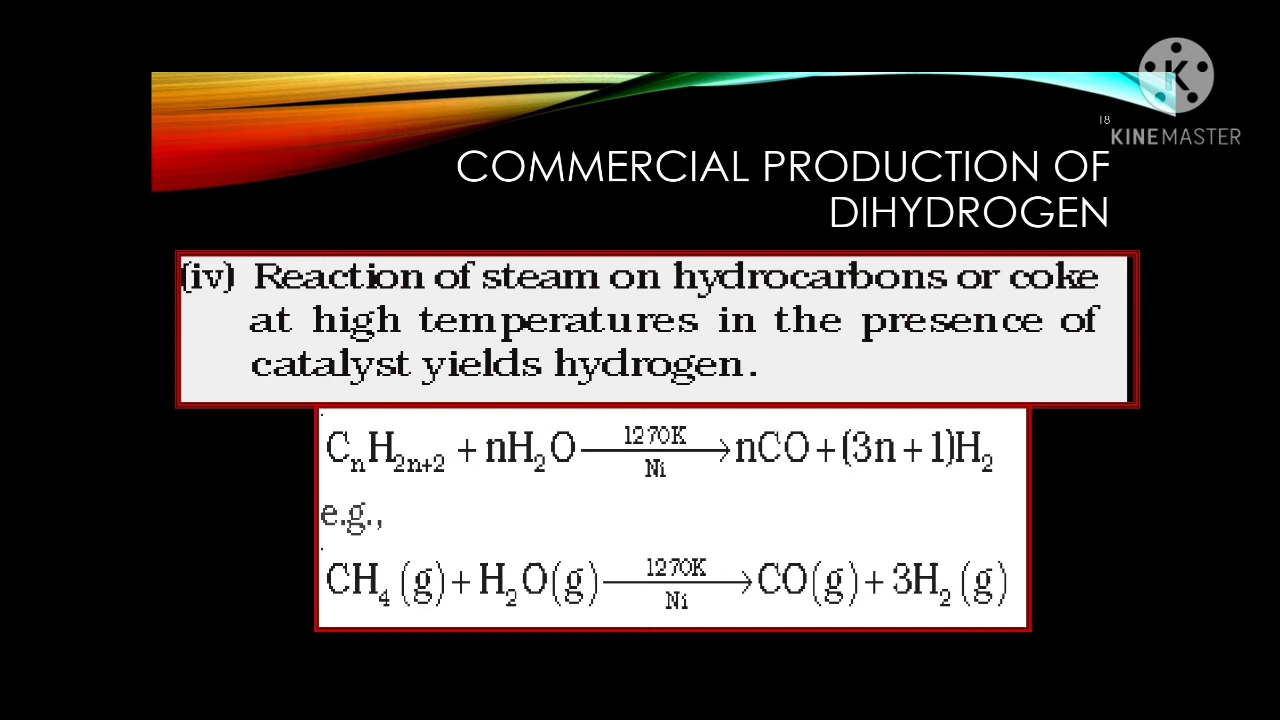 18
KINEMASTER
COMMERCIAL PRODUCTION OF
DIHYDROGEN
(iv) Reaction of steam on hydrocarbons or coke
at high temperatures in the presence of
catalyst yields hydrogen.
CₙH₂ₙ₊₂ + nH₂O —1270K/Ni→ nCO + (3n + 1)H₂
e.g.,
CH₄ (g) + H₂O(g) —1270K/Ni→ CO(g) + 3H₂ (g)